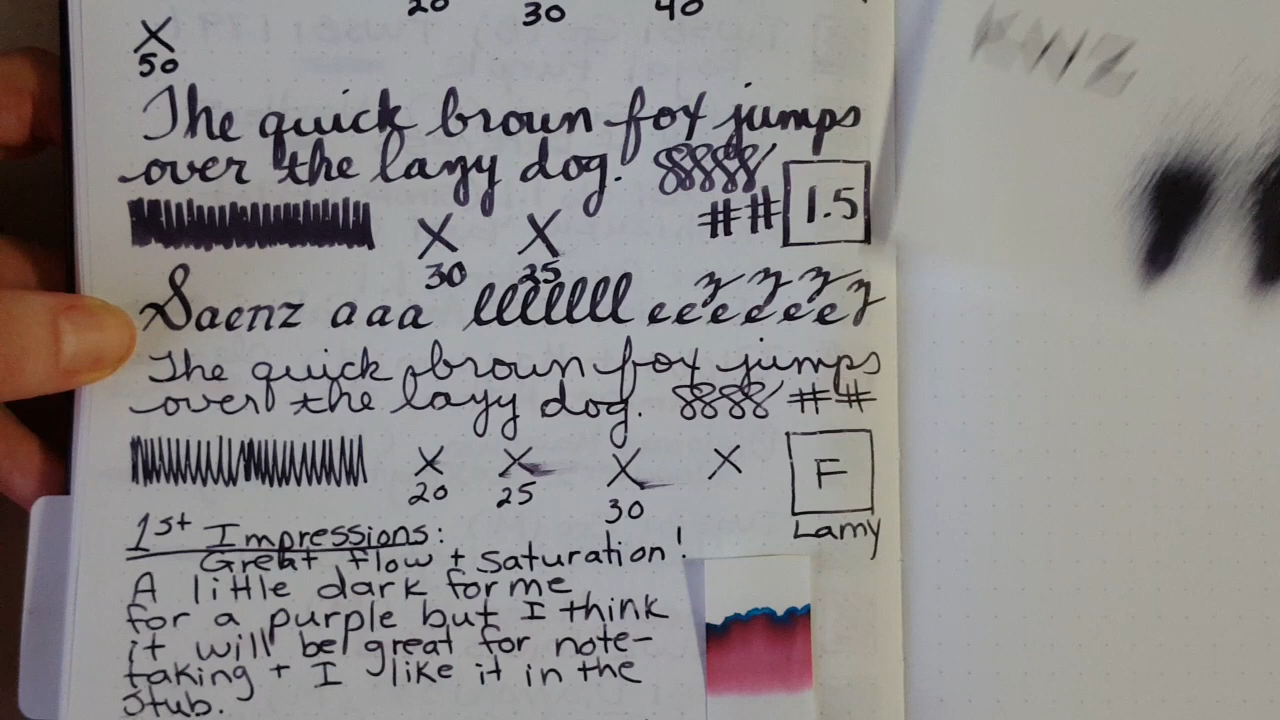 20 30 40
X
50
The quick brown fox jumps
over the lazy dog. 8888
## 1.5
X X
30 25
Saenz aaa llllllll eeeeee zzzz
The quick brown fox jumps
over the lazy dog. 8888 ##
X X X X F
20 25 30
Lamy
1st Impressions:
Great flow + saturation!
A little dark for me
for a purple but I think
it will be great for note-
taking + I like it in the
stub.